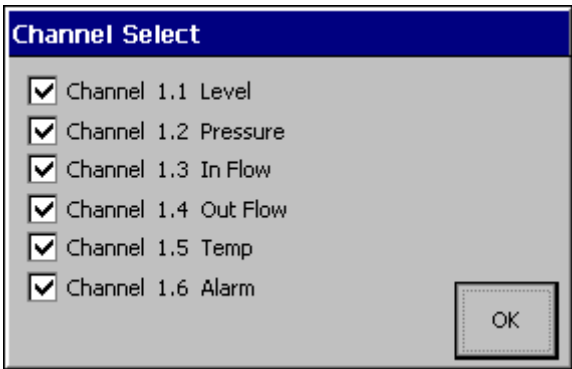 Channel Select
Channel 1.1 Level
Channel 1.2 Pressure
Channel 1.3 In Flow
Channel 1.4 Out Flow
Channel 1.5 Temp
Channel 1.6 Alarm
OK